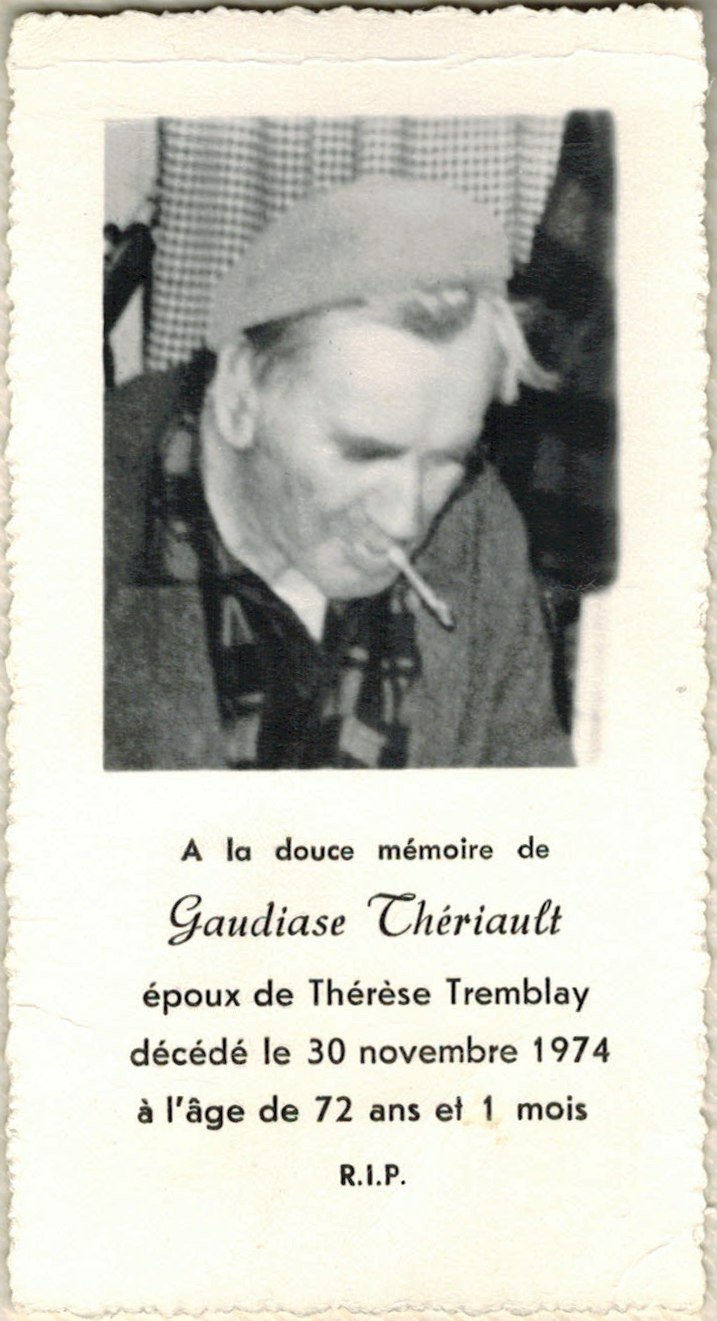 A la douce mémoire de
Gaudiase Thériault
époux de Thérèse Tremblay
décédé le 30 novembre 1974
à l'âge de 72 ans et 1 mois
R.I.P.